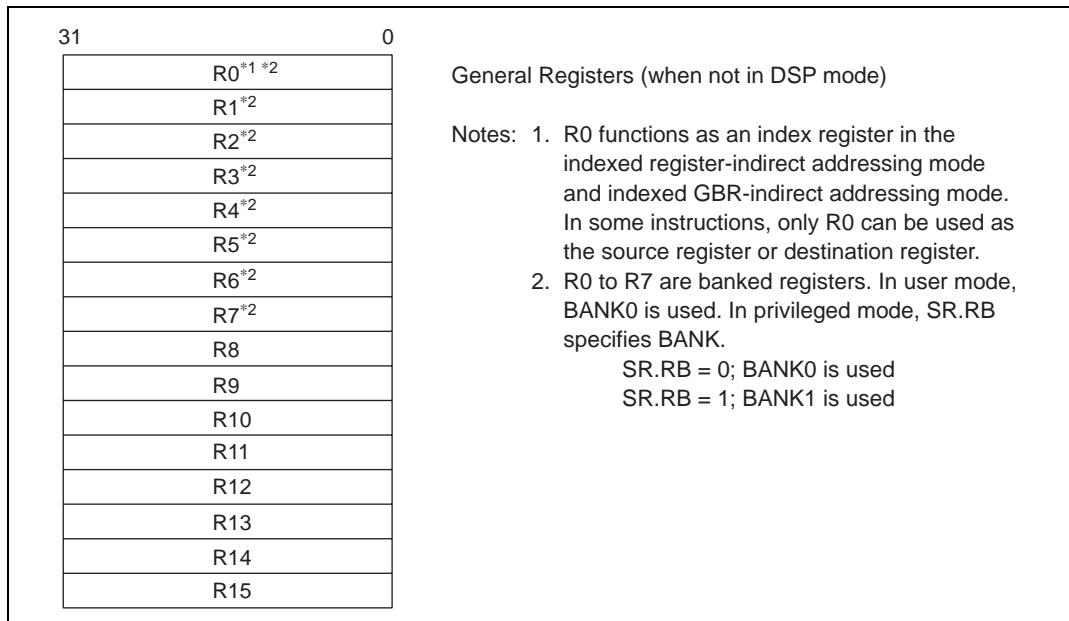 31 0
R0*1 *2
R1*2
R2*2
R3*2
R4*2
R5*2
R6*2
R7*2
R8
R9
R10
R11
R12
R13
R14
R15
General Registers (when not in DSP mode)
Notes: 1. R0 functions as an index register in the
indexed register-indirect addressing mode
and indexed GBR-indirect addressing mode.
In some instructions, only R0 can be used as
the source register or destination register.
2. R0 to R7 are banked registers. In user mode,
BANK0 is used. In privileged mode, SR.RB
specifies BANK.
SR.RB = 0; BANK0 is used
SR.RB = 1; BANK1 is used